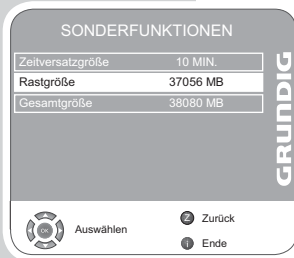 SONDERFUNKTIONEN
Zeitversatzgröße 10 MIN.
Rastgröße 37056 MB
Gesamtgröße 38080 MB
GRUNDIG
OK
Auswählen
Z Zurück
i Ende